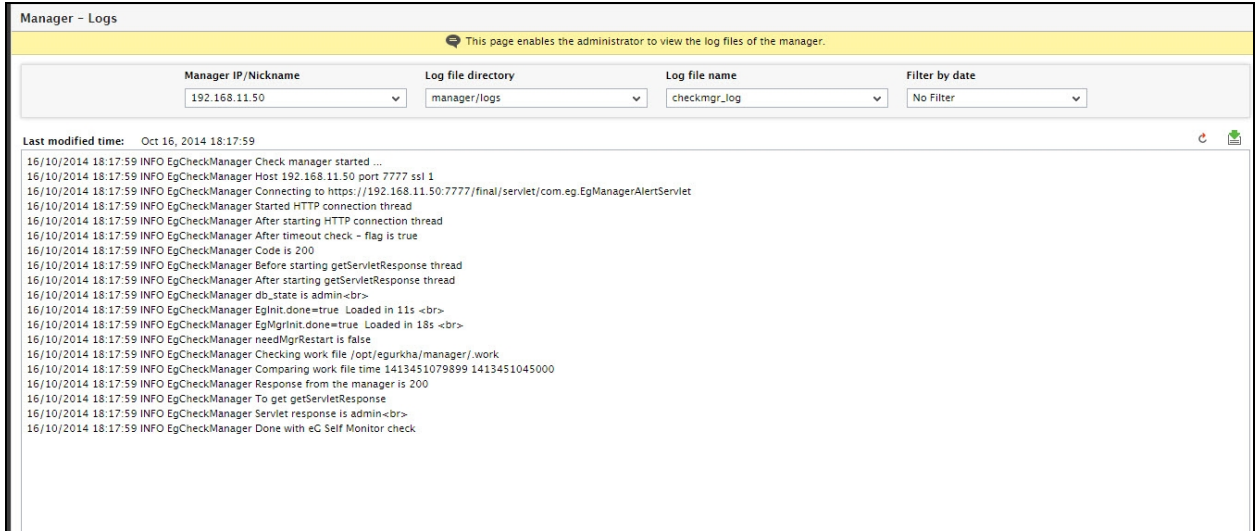 Manager - Logs
This page enables the administrator to view the log files of the manager.
Manager IP/Nickname Log file directory Log file name Filter by date
192.168.11.50 manager/logs checkmgr_log No Filter
Last modified time: Oct 16, 2014 18:17:59
16/10/2014 18:17:59 INFO EgCheckManager Check manager started ...
16/10/2014 18:17:59 INFO EgCheckManager Host 192.168.11.50 port 7777 ssl 1
16/10/2014 18:17:59 INFO EgCheckManager Connecting to https://192.168.11.50:7777/final/servlet/com.eg.EgManagerAlertServlet
16/10/2014 18:17:59 INFO EgCheckManager Started HTTP connection thread
16/10/2014 18:17:59 INFO EgCheckManager After starting HTTP connection thread
16/10/2014 18:17:59 INFO EgCheckManager After timeout check - flag is true
16/10/2014 18:17:59 INFO EgCheckManager Code is 200
16/10/2014 18:17:59 INFO EgCheckManager Before starting getServletResponse thread
16/10/2014 18:17:59 INFO EgCheckManager After starting getServletResponse thread
16/10/2014 18:17:59 INFO EgCheckManager db_state is admin<br>
16/10/2014 18:17:59 INFO EgCheckManager EgInit.done=true Loaded in 11s <br>
16/10/2014 18:17:59 INFO EgCheckManager EgMgrInit.done=true Loaded in 18s <br>
16/10/2014 18:17:59 INFO EgCheckManager needMgrRestart is false
16/10/2014 18:17:59 INFO EgCheckManager Checking work file /opt/egurkha/manager/.work
16/10/2014 18:17:59 INFO EgCheckManager Comparing work file time 1413451079899 1413451045000
16/10/2014 18:17:59 INFO EgCheckManager Response from the manager is 200
16/10/2014 18:17:59 INFO EgCheckManager To get getServletResponse
16/10/2014 18:17:59 INFO EgCheckManager Servlet response is admin<br>
16/10/2014 18:17:59 INFO EgCheckManager Done with eG Self Monitor check